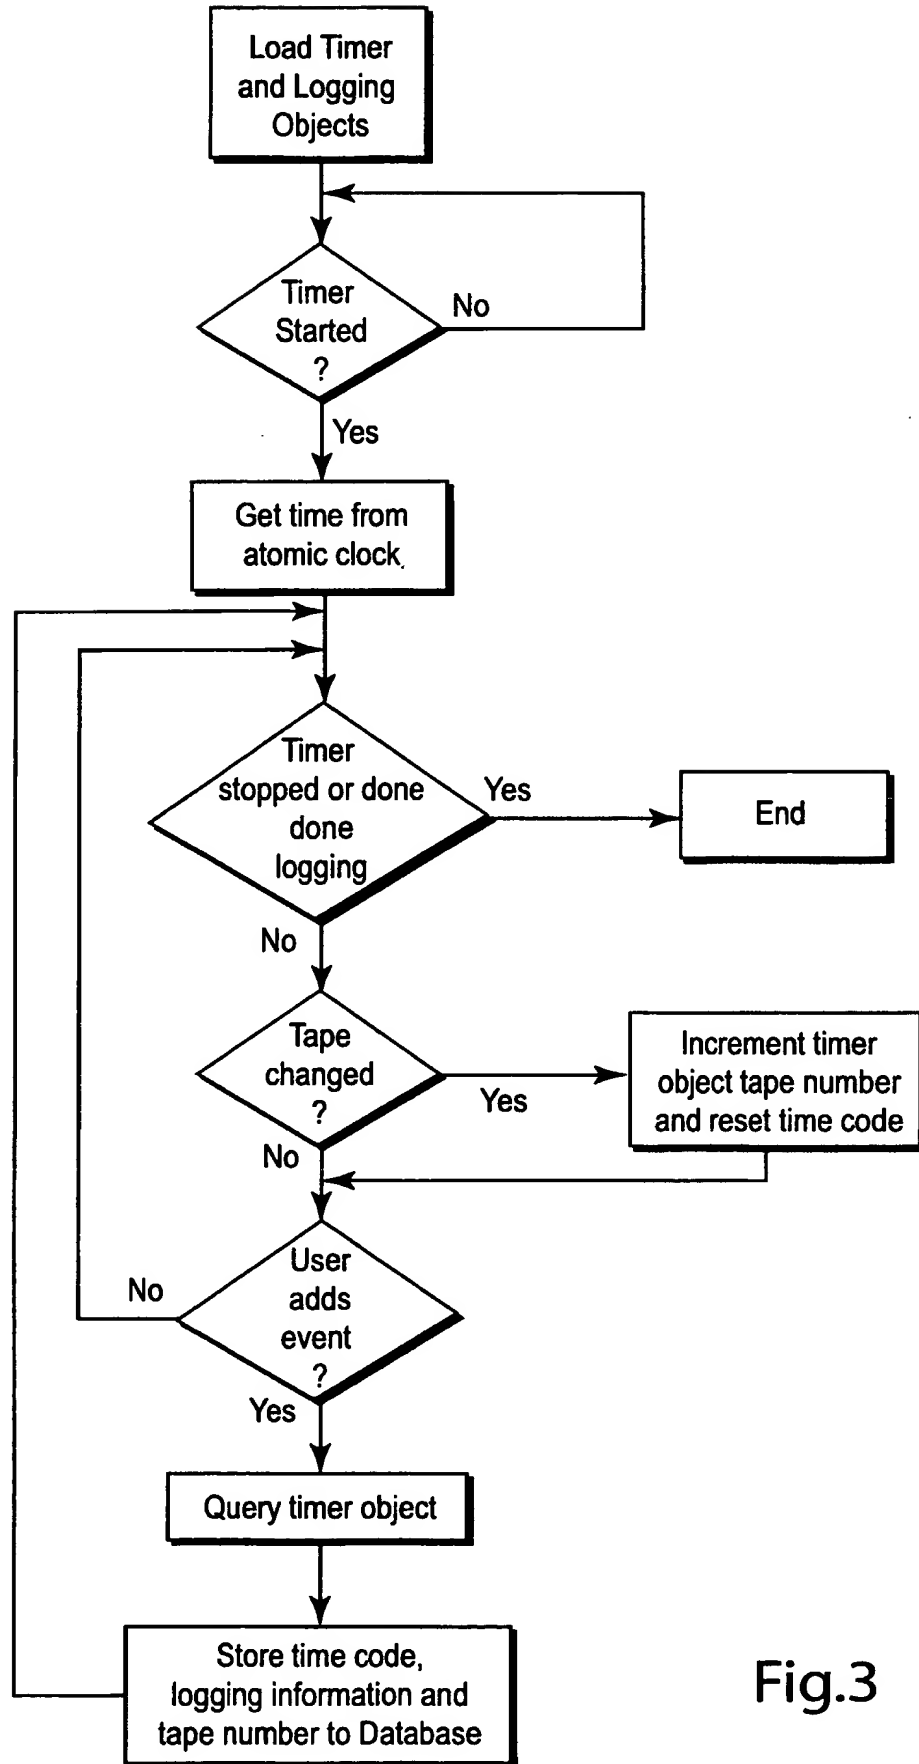 Load Timer
and Logging
Objects
Timer
Started
?
No
Yes
Get time from
atomic clock.
Timer
stopped or done
done
logging
Yes
End
No
Tape
changed
?
Yes
Increment timer
object tape number
and reset time code
No
User
adds
event
?
No
Yes
Query timer object
Store time code,
logging information and
tape number to Database
Fig.3